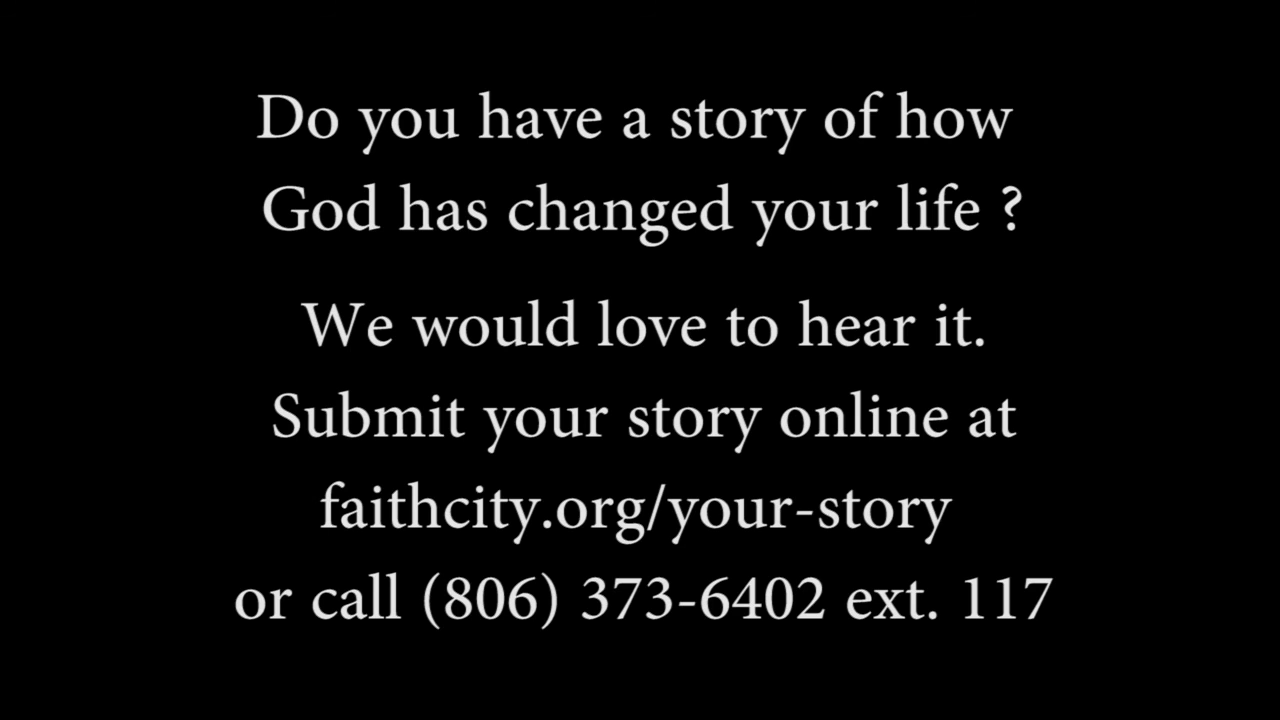 Do you have a story of how
God has changed your life ?
We would love to hear it.
Submit your story online at
faithcity.org/your-story
or call (806) 373-6402 ext. 117